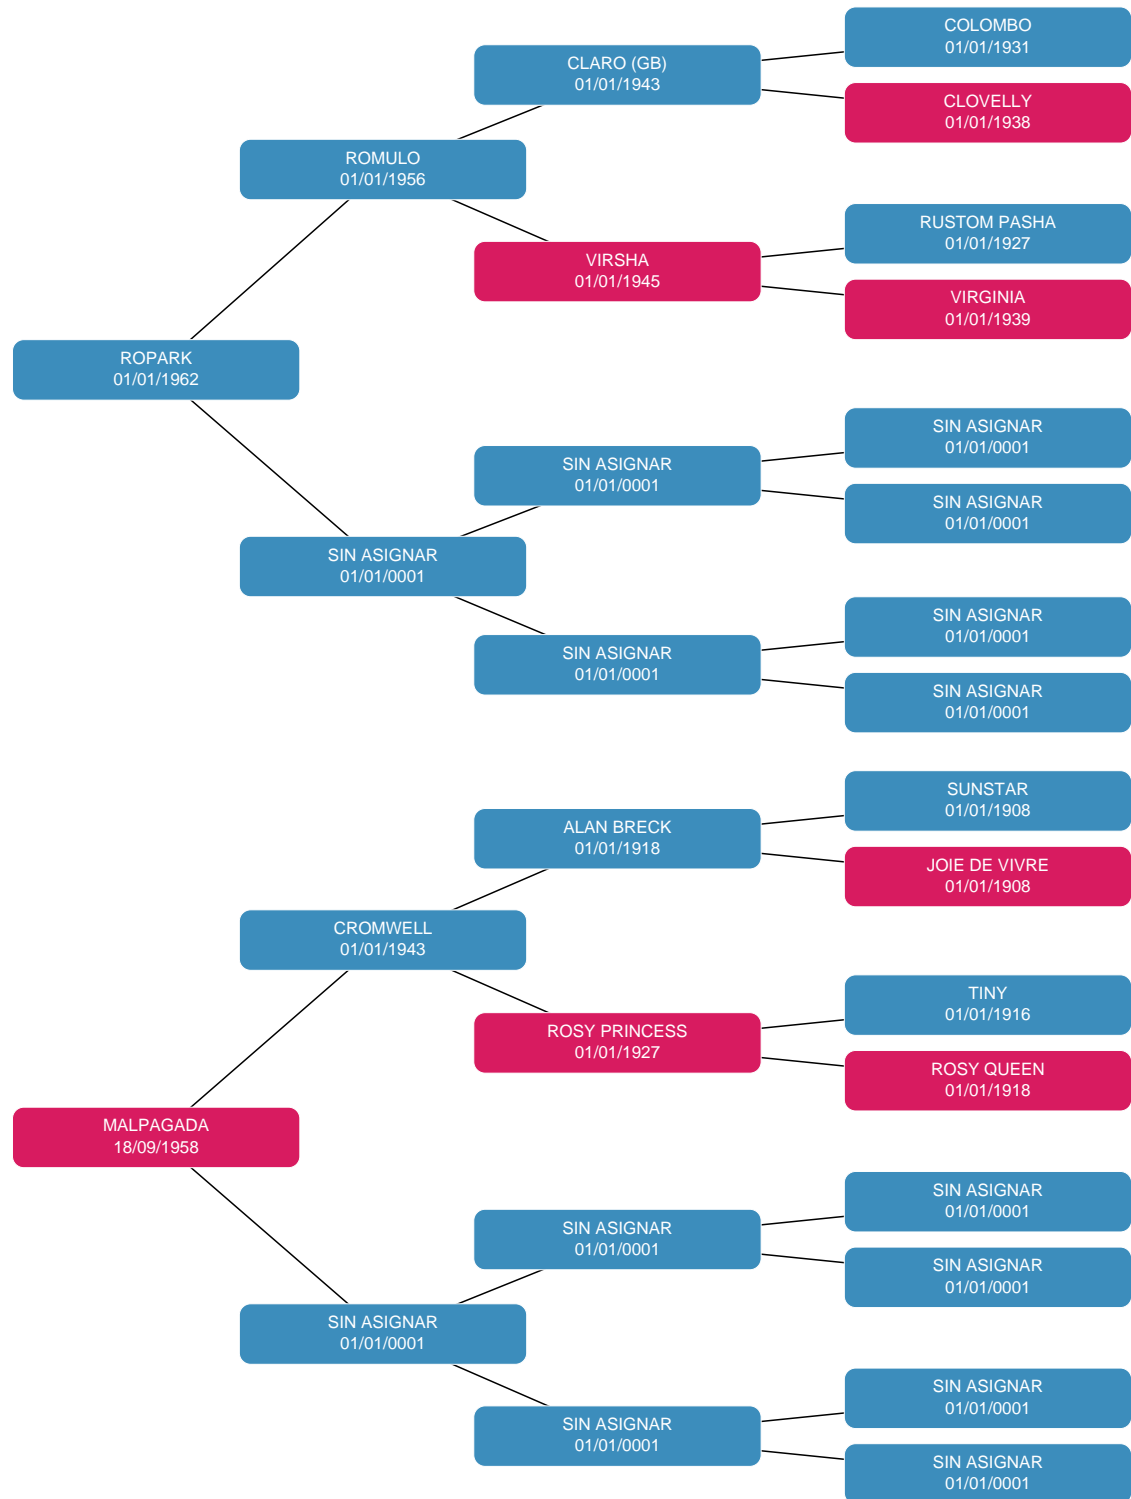 COLOMBO
01/01/1931
CLARO (GB)
01/01/1943
CLOVELLY
01/01/1938
ROMULO
01/01/1956
RUSTOM PASHA
01/01/1927
VIRSHA
01/01/1945
VIRGINIA
01/01/1939
ROPARK
01/01/1962
SIN ASIGNAR
01/01/0001
SIN ASIGNAR
01/01/0001
SIN ASIGNAR
01/01/0001
SIN ASIGNAR
01/01/0001
SIN ASIGNAR
01/01/0001
SIN ASIGNAR
01/01/0001
SIN ASIGNAR
01/01/0001
SUNSTAR
01/01/1908
ALAN BRECK
01/01/1918
JOIE DE VIVRE
01/01/1908
CROMWELL
01/01/1943
TINY
01/01/1916
ROSY PRINCESS
01/01/1927
ROSY QUEEN
01/01/1918
MALPAGADA
18/09/1958
SIN ASIGNAR
01/01/0001
SIN ASIGNAR
01/01/0001
SIN ASIGNAR
01/01/0001
SIN ASIGNAR
01/01/0001
SIN ASIGNAR
01/01/0001
SIN ASIGNAR
01/01/0001
SIN ASIGNAR
01/01/0001